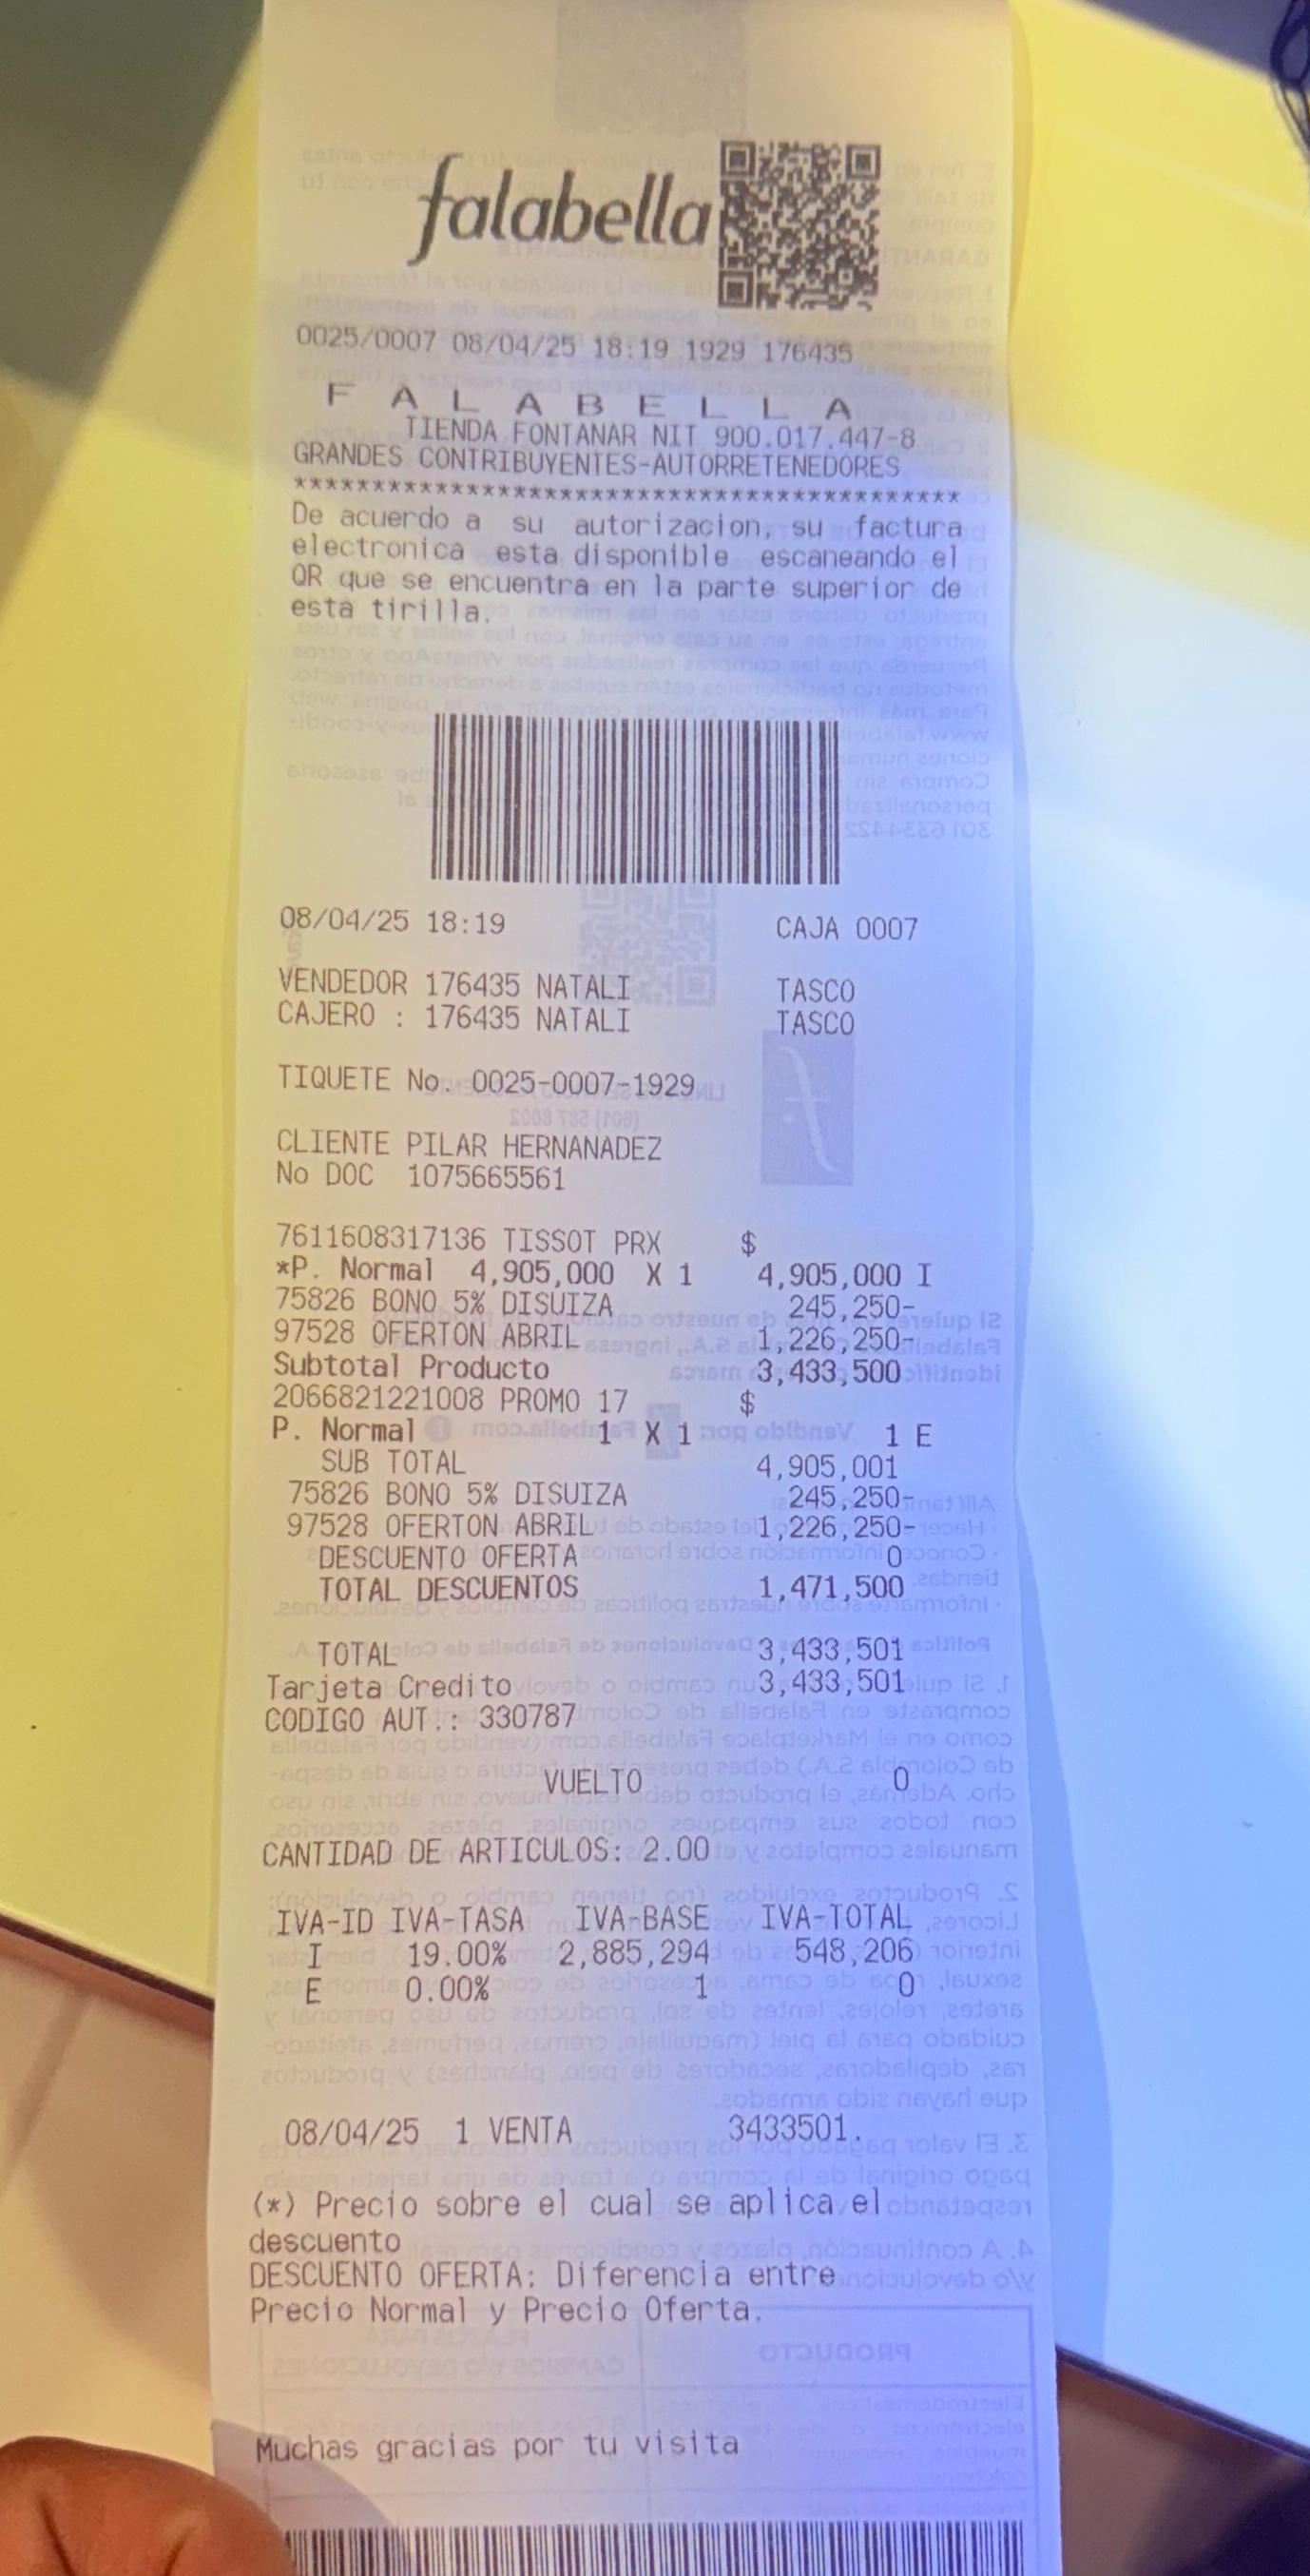 falabella
0025/0007 08/04/25 18:19 1929 176435
F A L A B E L L A
TIENDA FONTANAR NIT 900.017.447-8
GRANDES CONTRIBUYENTES-AUTORRETENEDORES
******************************************
De acuerdo a su autorizacion, su factura
electronica esta disponible escaneando el
QR que se encuentra en la parte superior de
esta tirilla.
08/04/25 18:19 CAJA 0007
VENDEDOR 176435 NATALI TASCO
CAJERO : 176435 NATALI TASCO
TIQUETE No. 0025-0007-1929
CLIENTE PILAR HERNANADEZ
No DOC 1075665561
7611608317136 TISSOT PRX $
*P. Normal 4,905,000 X 1 4,905,000 I
75826 BONO 5% DISUIZA 245,250-
97528 OFERTON ABRIL 1,226,250-
Subtotal Producto 3,433,500
2066821221008 PROMO 17 $
P. Normal 1 X 1 1 E
SUB TOTAL 4,905,001
75826 BONO 5% DISUIZA 245,250-
97528 OFERTON ABRIL 1,226,250-
DESCUENTO OFERTA 0
TOTAL DESCUENTOS 1,471,500
TOTAL 3,433,501
Tarjeta Credito 3,433,501
CODIGO AUT.: 330787
VUELTO 0
CANTIDAD DE ARTICULOS: 2.00
IVA-ID IVA-TASA IVA-BASE IVA-TOTAL
I 19.00% 2,885,294 548,206
E 0.00% 1 0
08/04/25 1 VENTA 3433501.
(*) Precio sobre el cual se aplica el
descuento
DESCUENTO OFERTA: Diferencia entre
Precio Normal y Precio Oferta.
Muchas gracias por tu visita